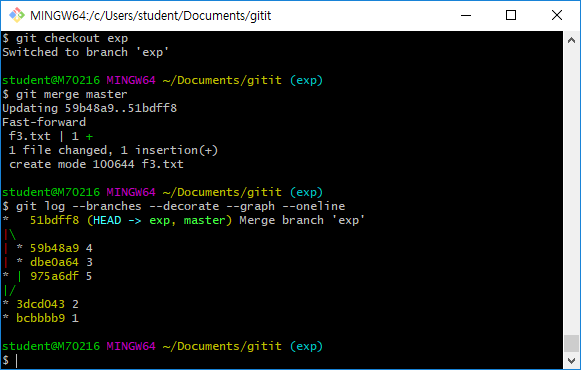 MINGW64:/c/Users/student/Documents/gitit
$ git checkout exp
Switched to branch 'exp'
student@M70216 MINGW64 ~/Documents/gitit (exp)
$ git merge master
Updating 59b48a9..51bdff8
Fast-forward
 f3.txt | 1 +
 1 file changed, 1 insertion(+)
 create mode 100644 f3.txt
student@M70216 MINGW64 ~/Documents/gitit (exp)
$ git log --branches --decorate --graph --oneline
*   51bdff8 (HEAD -> exp, master) Merge branch 'exp'
|\
| * 59b48a9 4
| * dbe0a64 3
* | 975a6df 5
|/
* 3dcd043 2
* bcbbbb9 1
student@M70216 MINGW64 ~/Documents/gitit (exp)
$